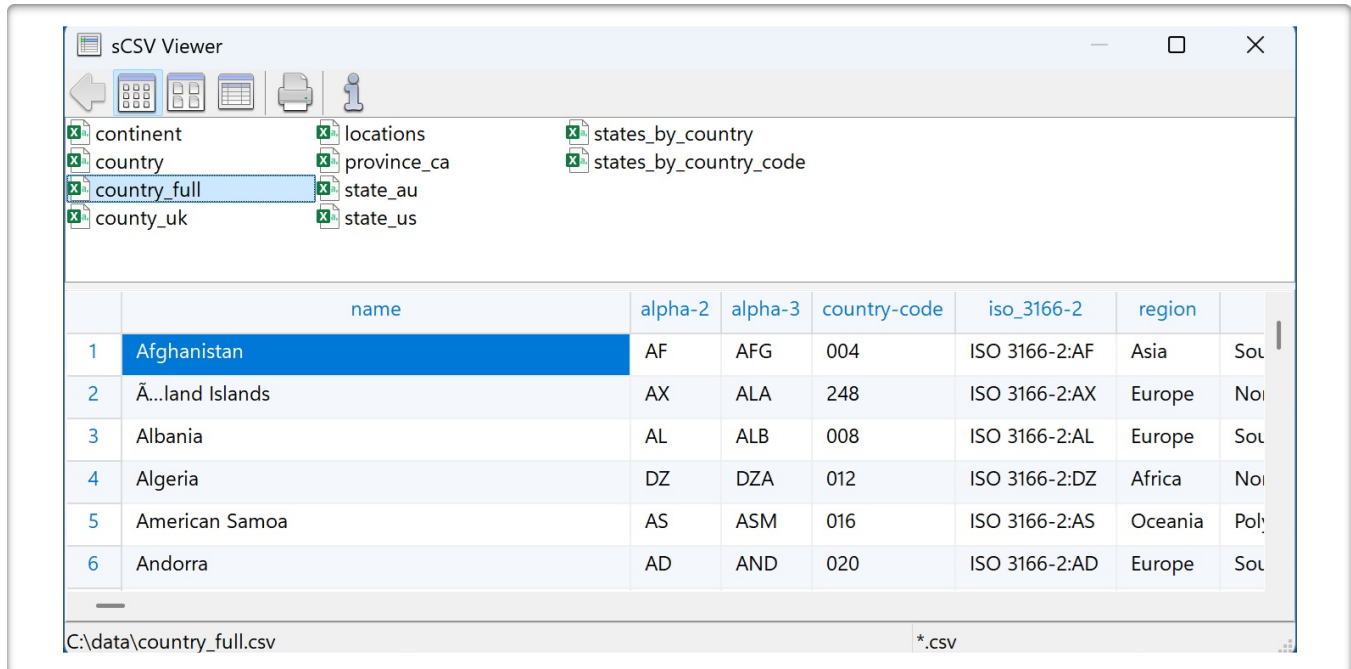 sCSV Viewer
continent locations states_by_country
country province_ca states_by_country_code
country_full state_au
county_uk state_us
name alpha-2 alpha-3 country-code iso_3166-2 region
1 Afghanistan AF AFG 004 ISO 3166-2:AF Asia
2 Ã…land Islands AX ALA 248 ISO 3166-2:AX Europe
3 Albania AL ALB 008 ISO 3166-2:AL Europe
4 Algeria DZ DZA 012 ISO 3166-2:DZ Africa
5 American Samoa AS ASM 016 ISO 3166-2:AS Oceania
6 Andorra AD AND 020 ISO 3166-2:AD Europe
C:\data\country_full.csv *.csv